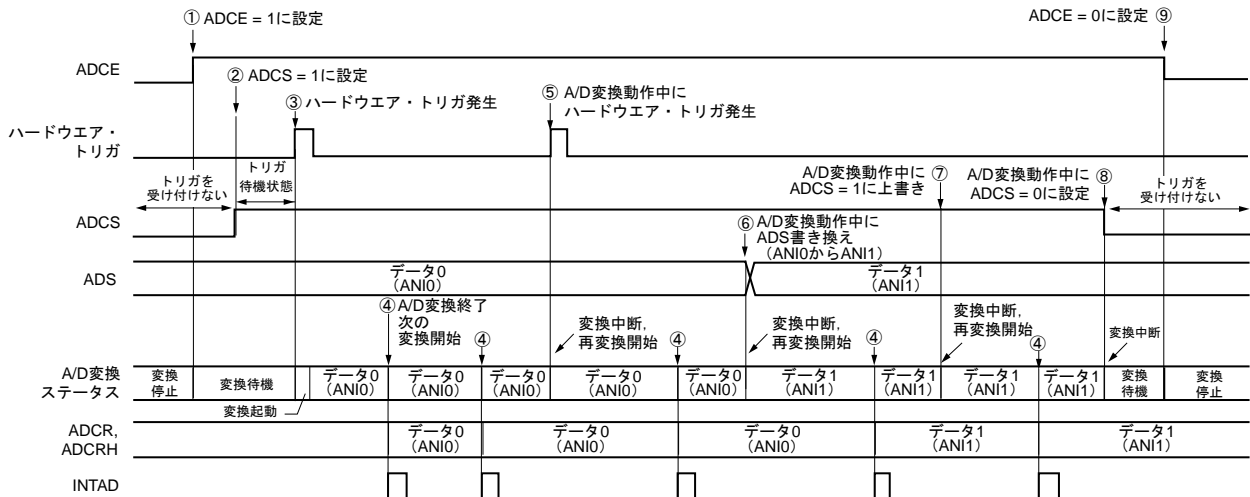 ① ADCE = 1に設定
ADCE = 0に設定 ⑨
ADCE
② ADCS = 1に設定
③ ハードウエア・トリガ発生
⑤ A/D変換動作中に
ハードウエア・トリガ発生
ハードウエア・
トリガ
トリガを
受け付けない
トリガ
待機状態
A/D変換動作中に ⑦
ADCS = 1に上書き
A/D変換動作中に ⑧
ADCS = 0に設定
トリガを
受け付けない
ADCS
⑥ A/D変換動作中に
ADS書き換え
（ANI0からANI1）
ADS
データ0
（ANI0）
データ1
（ANI1）
④ A/D変換終了
次の
変換開始
④
変換中断,
再変換開始
④
変換中断,
再変換開始
④
変換中断,
再変換開始
④
変換中断
A/D変換
ステータス
変換
停止
変換待機
変換起動
データ0
（ANI0）
データ0
（ANI0）
データ0
（ANI0）
データ0
（ANI0）
データ0
（ANI0）
データ1
（ANI1）
データ1
（ANI1）
データ1
（ANI1）
データ1
（ANI1）
変換
待機
変換
停止
ADCR,
ADCRH
データ0
（ANI0）
データ0
（ANI0）
データ0
（ANI0）
データ1
（ANI1）
データ1
（ANI1）
INTAD